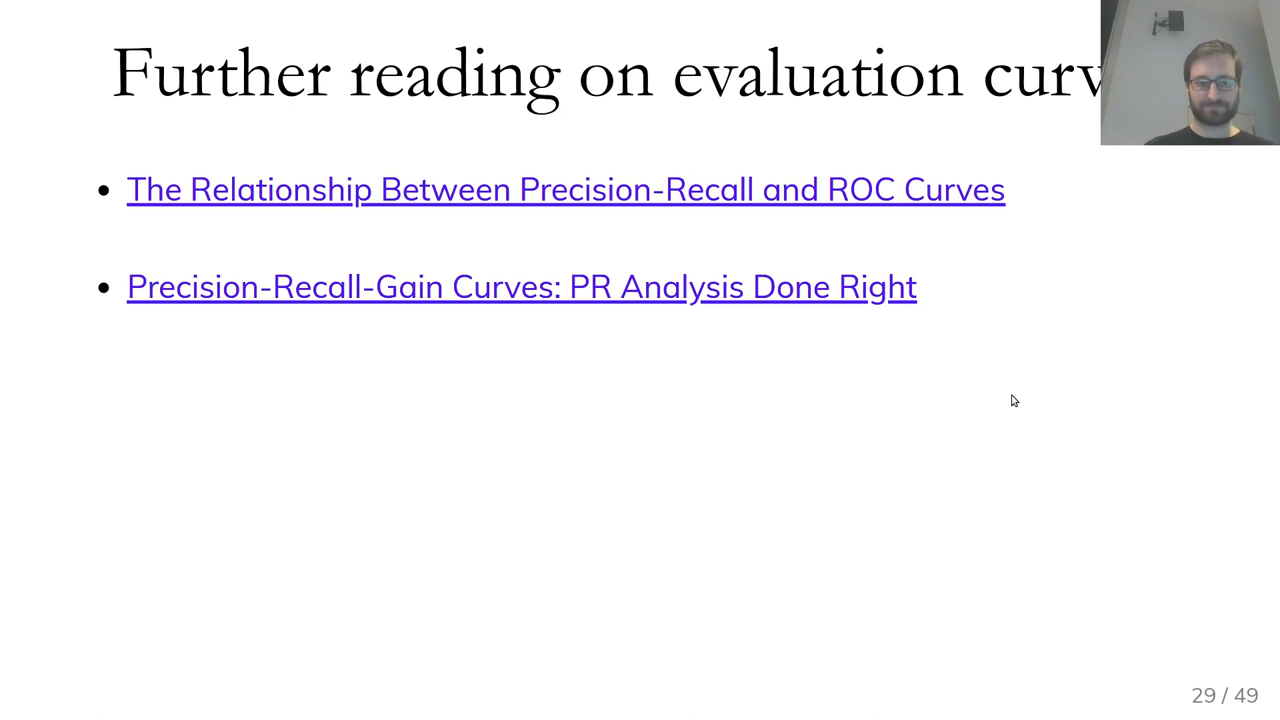 Further reading on evaluation curv
The Relationship Between Precision-Recall and ROC Curves
Precision-Recall-Gain Curves: PR Analysis Done Right
29 / 49